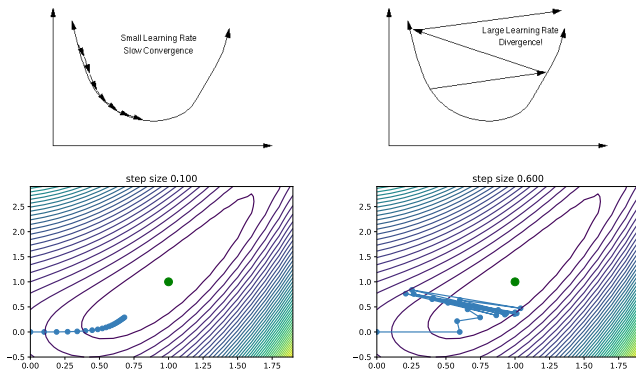 Small Learning Rate
Slow Convergence
Large Learning Rate
Divergence!
step size 0.100
2.5
2.0
1.5
1.0
0.5
0.0
−0.5
0.00 0.25 0.50 0.75 1.00 1.25 1.50 1.75
step size 0.600
2.5
2.0
1.5
1.0
0.5
0.0
−0.5
0.00 0.25 0.50 0.75 1.00 1.25 1.50 1.75